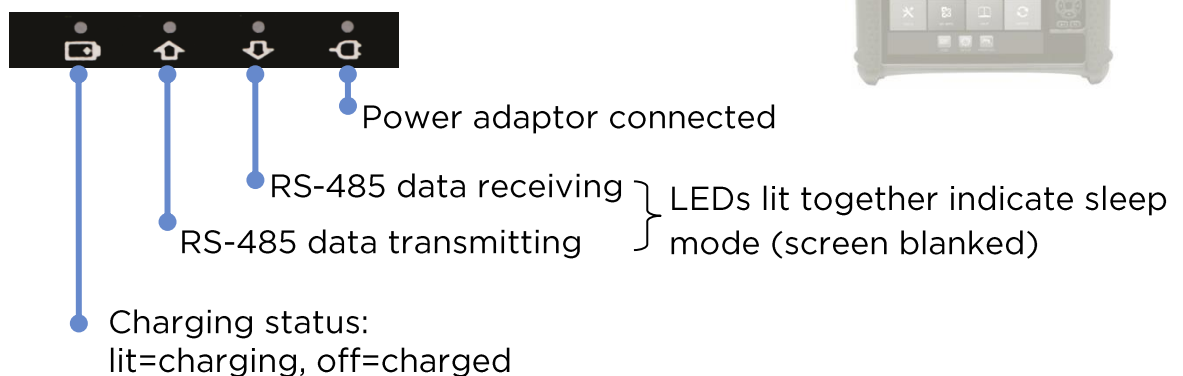 Power adaptor connected
RS-485 data receiving
RS-485 data transmitting
LEDs lit together indicate sleep
mode (screen blanked)
Charging status:
lit=charging, off=charged